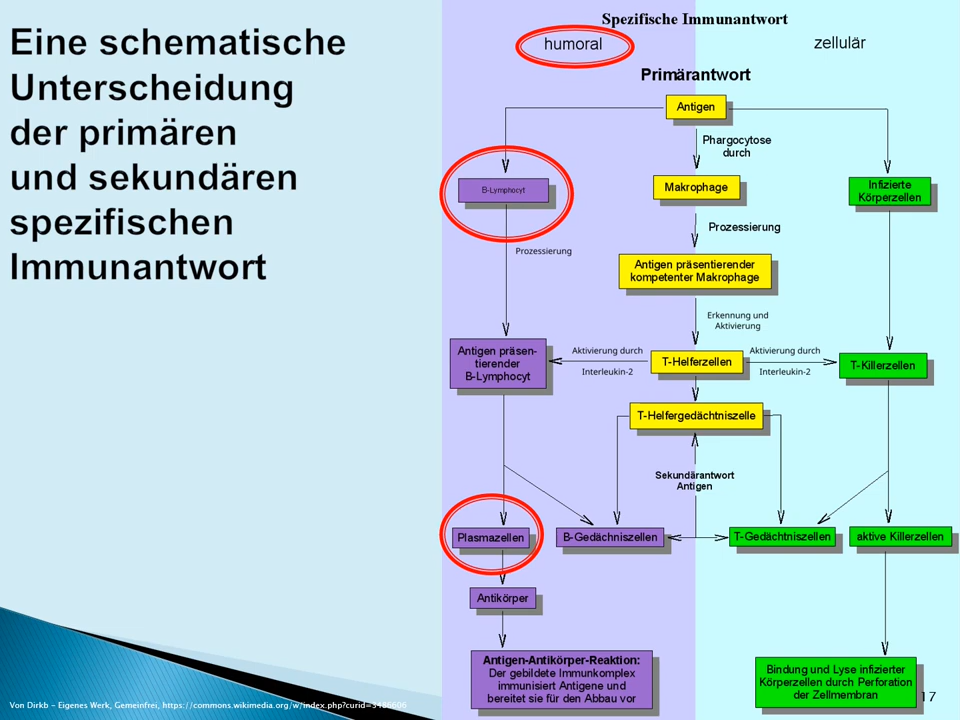 Eine schematische
Unterscheidung
der primären
und sekundären
spezifischen
Immunantwort
Spezifische Immunantwort
humoral
zellulär
Primärantwort
Antigen
Phargocytose
durch
B-Lymphocyt
Makrophage
Infizierte
Körperzellen
Prozessierung
Prozessierung
Antigen präsentierender
kompetenter Makrophage
Erkennung und
Aktivierung
Antigen präsen-
tierender
B-Lymphocyt
Aktivierung durch
Interleukin-2
T-Helferzellen
Aktivierung durch
Interleukin-2
T-Killerzellen
T-Helfergedächtniszelle
Sekundärantwort
Antigen
Plasmazellen
B-Gedächniszellen
T-Gedächtniszellen
aktive Killerzellen
Antikörper
Antigen-Antikörper-Reaktion:
Der gebildete Immunkomplex
immunisiert Antigene und
bereitet sie für den Abbau vor
Bindung und Lyse infizierter
Körperzellen durch Perforation
der Zellmembran
17
Von Dirkb - Eigenes Werk, Gemeinfrei, https://commons.wikimedia.org/w/index.php?curid=3486606